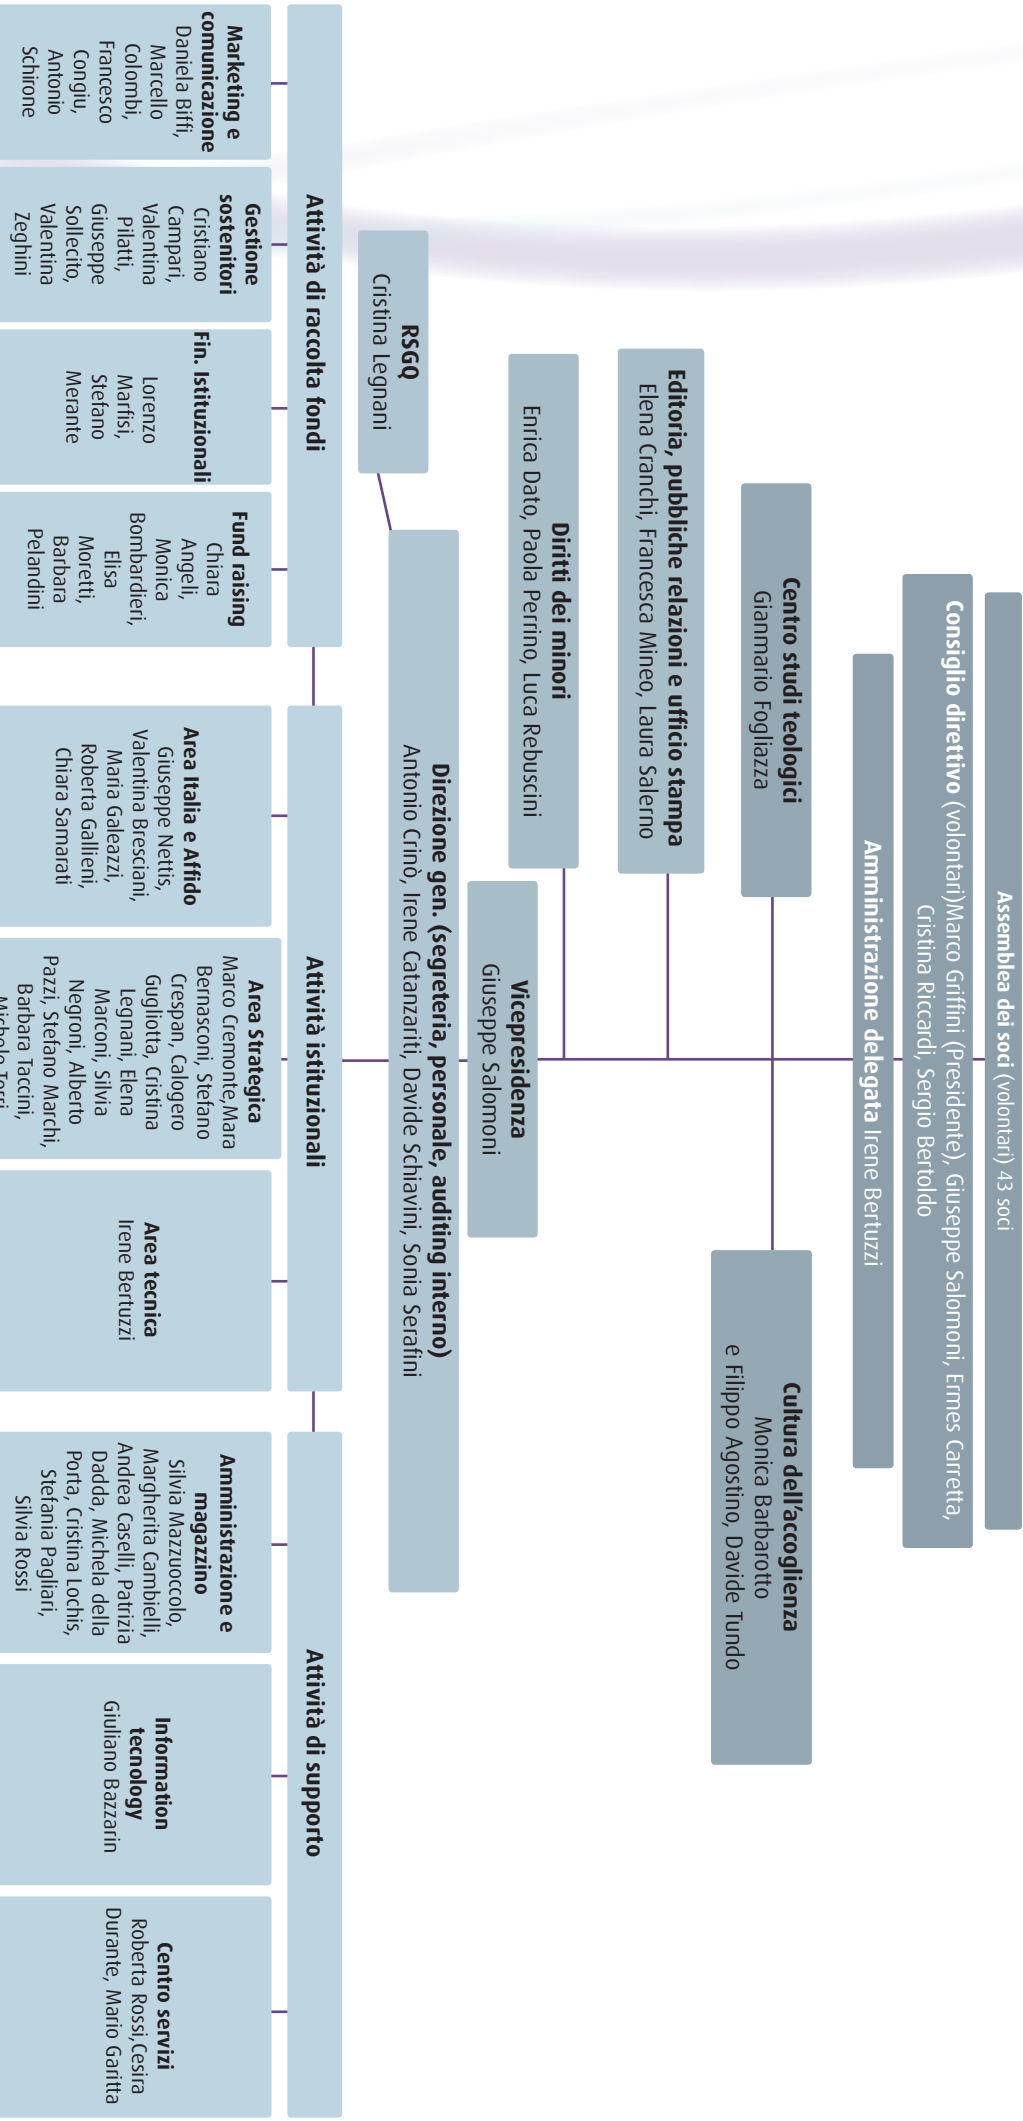 Assemblea dei soci (volontari) 43 soci
Consiglio direttivo (volontari)Marco Griffini (Presidente), Giuseppe Salomoni, Ermes Carretta,
Cristina Riccardi, Sergio Bertoldo
Amministrazione delegata Irene Bertuzzi
Centro studi teologici
Gianmario Fogliazza
Cultura dell'accoglienza
Monica Barbarotto
e Filippo Agostino, Davide Tundo
Editoria, pubbliche relazioni e ufficio stampa
Elena Cranchi, Francesca Mineo, Laura Salerno
Diritti dei minori
Enrica Dato, Paola Perrino, Luca Rebuscini
Vicepresidenza
Giuseppe Salomoni
Direzione gen. (segreteria, personale, auditing interno)
Antonio Crinò, Irene Catanzariti, Davide Schiavini, Sonia Serafini
RSGQ
Cristina Legnani
Attività di raccolta fondi
Marketing e
comunicazione
Daniela Biffi,
Marcello
Colombi,
Francesco
Congiu,
Antonio
Schirone
Gestione
sostenitori
Cristiano
Campari,
Valentina
Pilatti,
Giuseppe
Sollecito,
Valentina
Zeghini
Fin. Istituzionali
Lorenzo
Marfisi,
Stefano
Merante
Fund raising
Chiara
Angeli,
Monica
Bombardieri,
Elisa
Moretti,
Barbara
Pelandini
Attività istituzionali
Area Italia e Affido
Giuseppe Nettis,
Valentina Bresciani,
Maria Galeazzi,
Roberta Gallieni,
Chiara Samarati
Area Strategica
Marco Cremonte,Mara
Bernasconi, Stefano
Crespan, Calogero
Gugliotta, Cristina
Legnani, Elena
Marconi, Silvia
Negroni, Alberto
Pazzi, Stefano Marchi,
Barbara Taccini,
Area tecnica
Irene Bertuzzi
Attività di supporto
Amministrazione e
magazzino
Silvia Mazzuoccolo,
Margherita Cambielli,
Andrea Caselli, Patrizia
Dadda, Michela della
Porta, Cristina Lochis,
Stefania Pagliari,
Silvia Rossi
Information
tecnology
Giuliano Bazzarin
Centro servizi
Roberta Rossi,Cesira
Durante, Mario Garitta